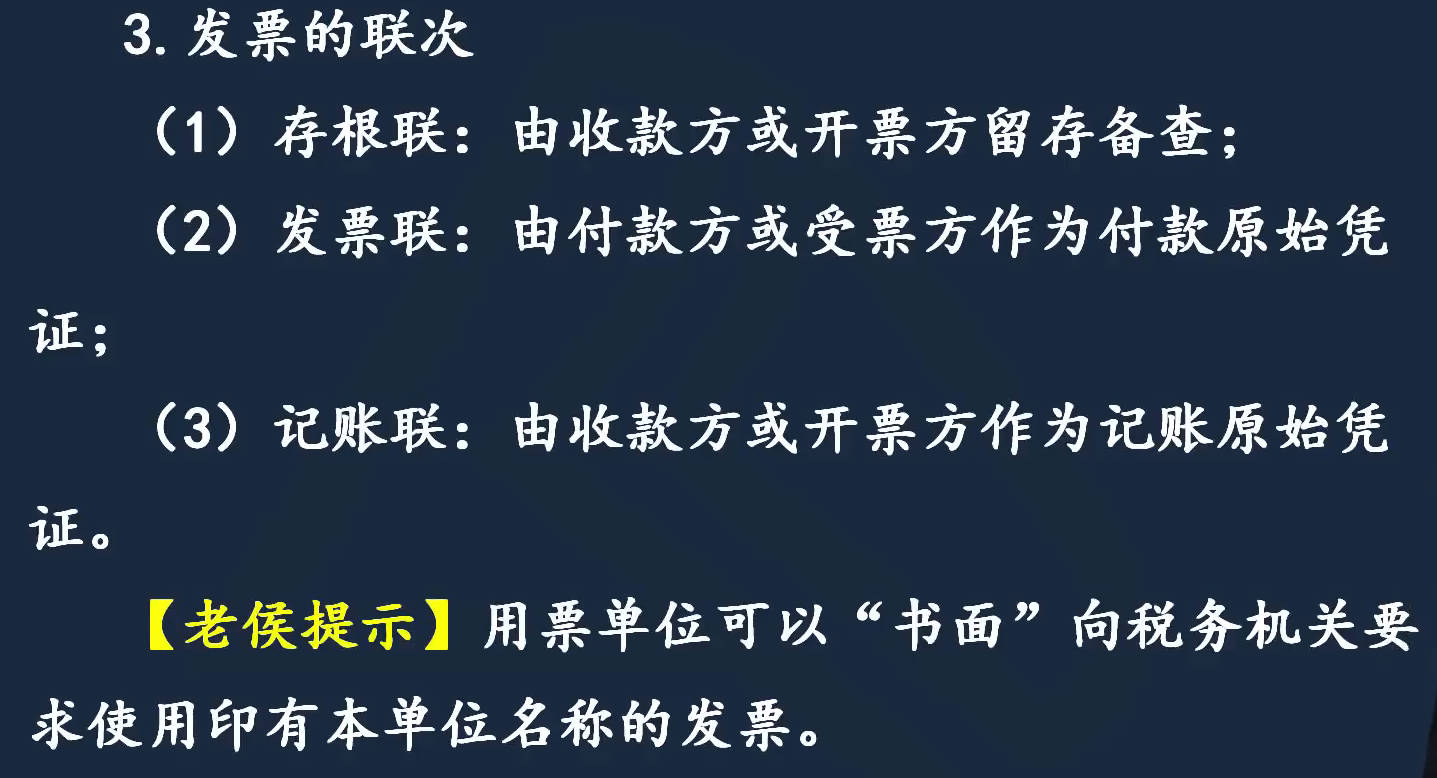 3.发票的联次
（1）存根联：由收款方或开票方留存备查；
（2）发票联：由付款方或受票方作为付款原始凭
证；
（3）记账联：由收款方或开票方作为记账原始凭
证。
【老侯提示】用票单位可以“书面”向税务机关要
求使用印有本单位名称的发票。